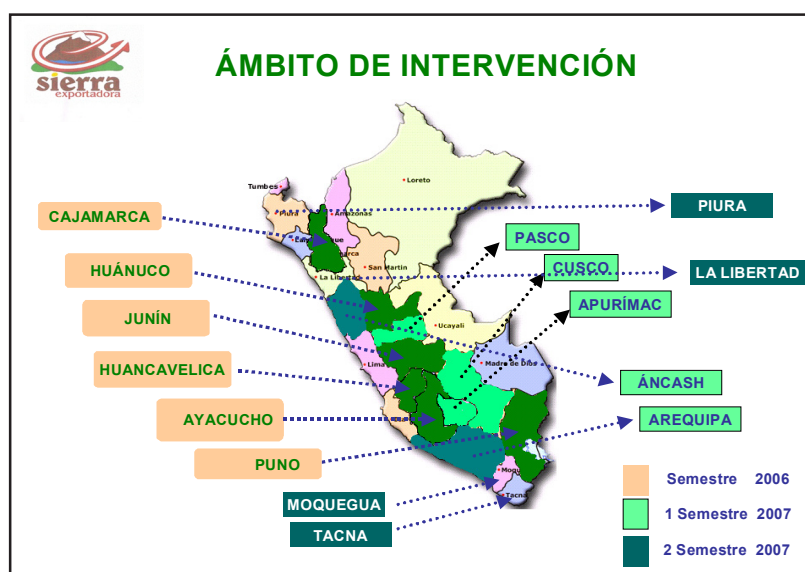 sierra
exportadora
ÁMBITO DE INTERVENCIÓN
Tumbes
Loreto
Piura
Amazonas
CAJAMARCA
PIURA
PASCO
San Martin
HUÁNUCO
CUSCO
La Libertad
LA LIBERTAD
APURÍMAC
JUNÍN
Ucayali
HUANCAVELICA
Lima
Madre de Dios
ÁNCASH
AYACUCHO
AREQUIPA
PUNO
Moqu
MOQUEGUA
Tacna
TACNA
Semestre 2006
1 Semestre 2007
2 Semestre 2007